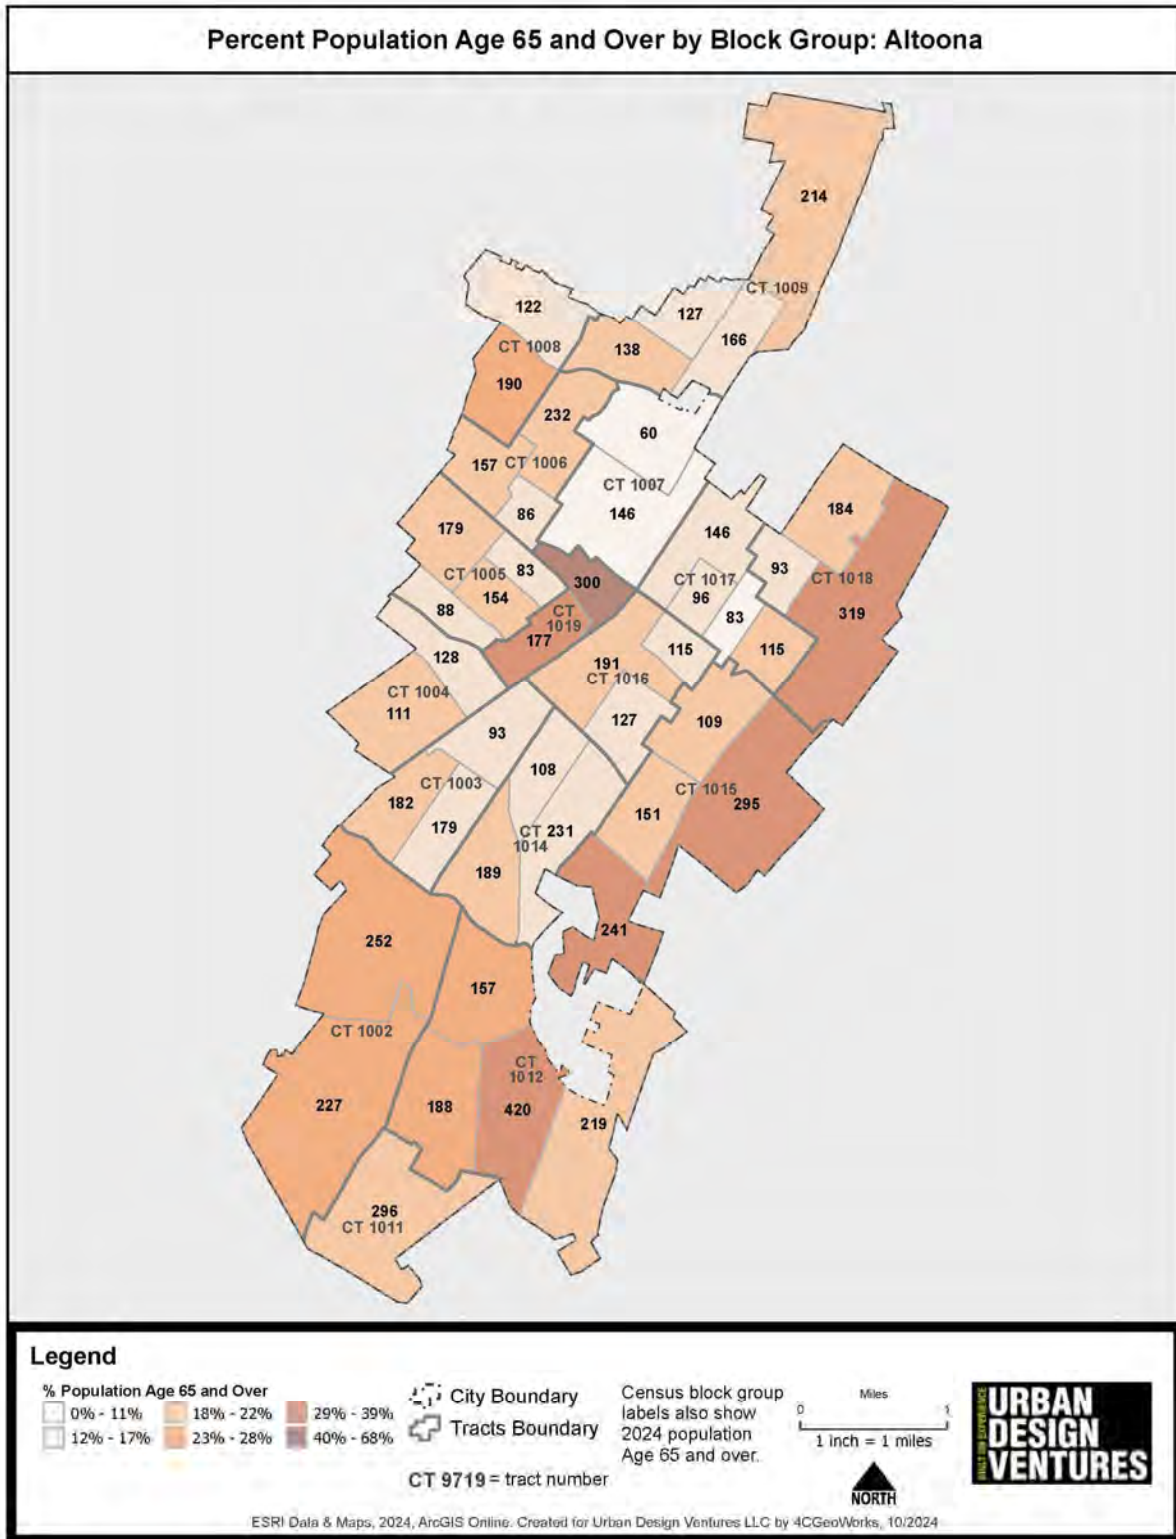 Percent Population Age 65 and Over by Block Group: Altoona
214
CT 1009
122
127
166
CT 1008
138
190
232
60
157
CT 1006
CT 1007
146
86
179
184
146
93
83
CT 1005
300
CT 1017
CT 1018
154
96
88
CT
1019
83
319
177
115
115
128
191
CT 1016
CT 1004
111
127
109
93
108
CT 1003
CT 1015
182
151
295
179
CT
1014
231
189
241
252
157
CT 1002
CT
1012
227
188
420
219
296
CT 1011
Legend
% Population Age 65 and Over
0% - 11%
12% - 17%
18% - 22%
23% - 28%
29% - 39%
40% - 68%
City Boundary
Tracts Boundary
CT 9719 = tract number
Census block group
labels also show
2024 population
Age 65 and over.
Miles
0 1
1 inch = 1 miles
NORTH
BUILT ON EXPERIENCE
URBAN
DESIGN
VENTURES
ESRI Data & Maps, 2024, ArcGIS Online. Created for Urban Design Ventures LLC by 4CGeoWorks, 10/2024